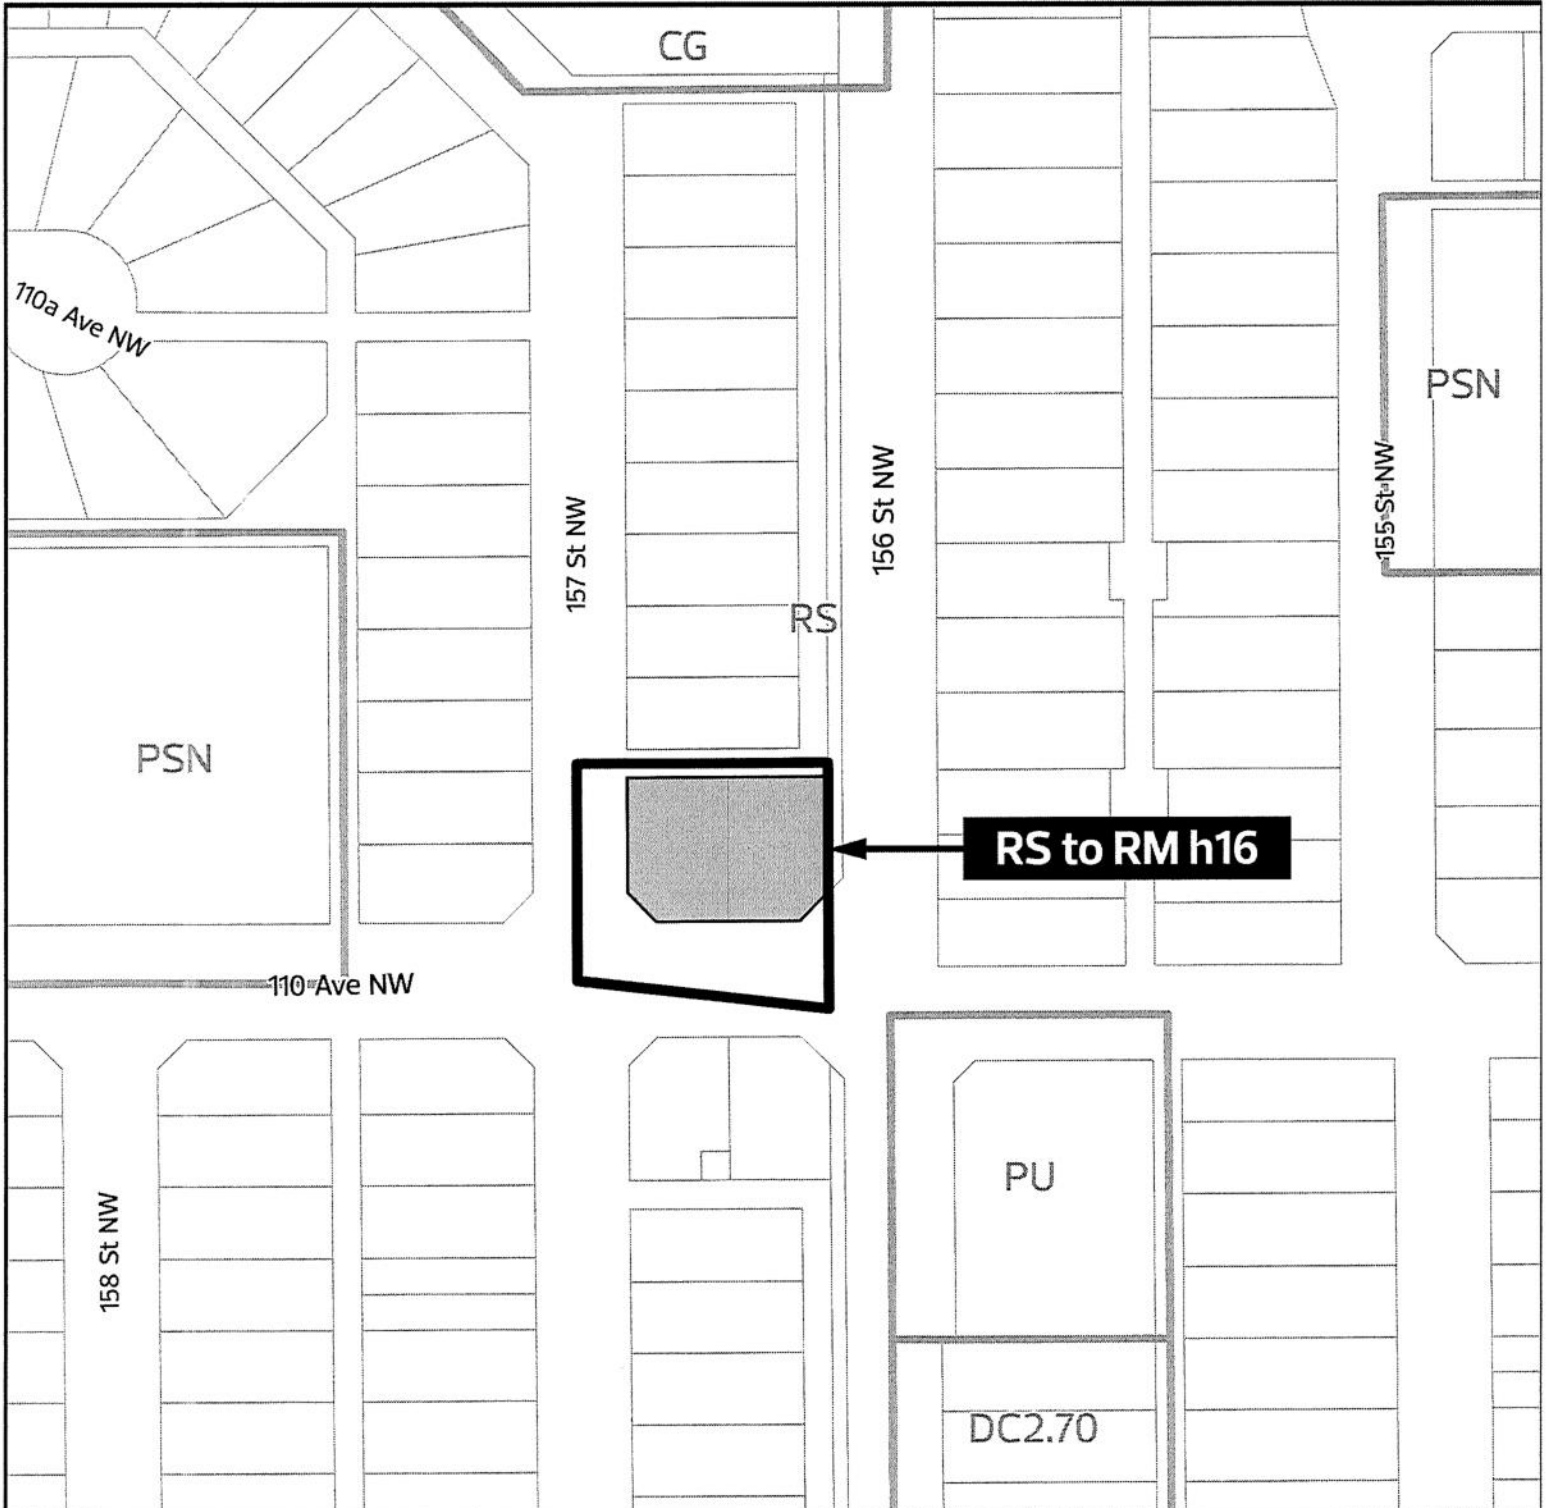 CG
110a Ave NW
PSN
157 St NW
156 St NW
155 St NW
RS
PSN
RS to RM h16
110 Ave NW
PU
158 St NW
DC2.70